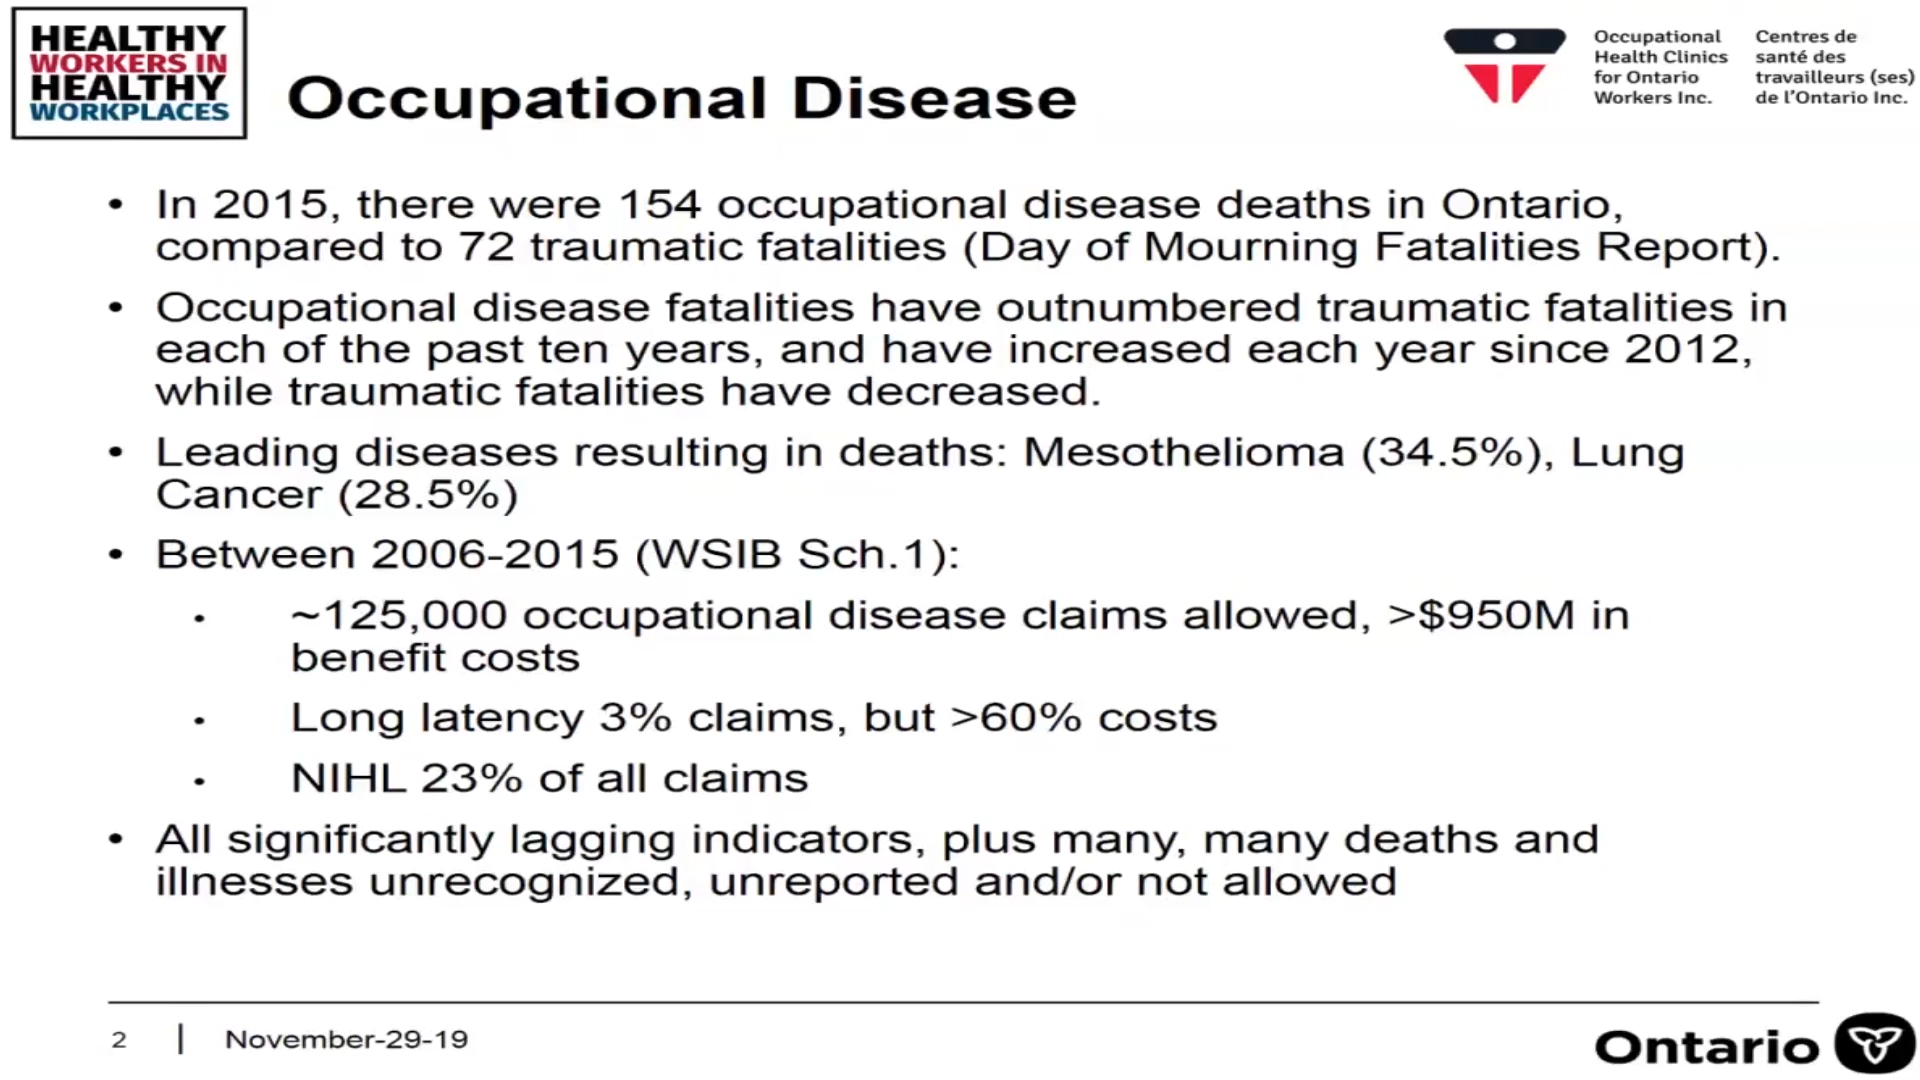 HEALTHY
WORKERS IN
HEALTHY
WORKPLACES
Occupational Disease
Occupational
Health Clinics
for Ontario
Workers Inc.
Centres de
santé des
travailleurs (ses)
de l'Ontario Inc.
• In 2015, there were 154 occupational disease deaths in Ontario,
compared to 72 traumatic fatalities (Day of Mourning Fatalities Report).
• Occupational disease fatalities have outnumbered traumatic fatalities in
each of the past ten years, and have increased each year since 2012,
while traumatic fatalities have decreased.
• Leading diseases resulting in deaths: Mesothelioma (34.5%), Lung
Cancer (28.5%)
• Between 2006-2015 (WSIB Sch.1):
• ~125,000 occupational disease claims allowed, >$950M in
benefit costs
• Long latency 3% claims, but >60% costs
• NIHL 23% of all claims
• All significantly lagging indicators, plus many, many deaths and
illnesses unrecognized, unreported and/or not allowed
2 | November-29-19
Ontario